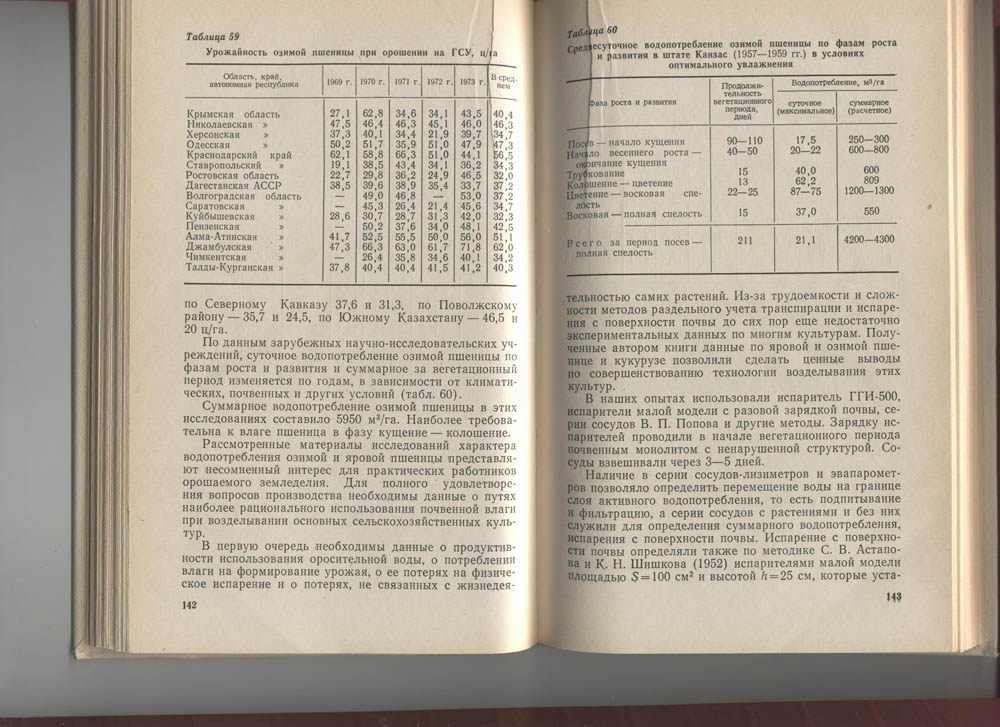 Таблица 59
Урожайность озимой пшеницы при орошении на ГСУ, ц/га
Область, край, автономная республика 1969 г. 1970 г. 1971 г. 1972 г. 1973 г. В сред-
нем
Крымская область 27,1 62,8 34,6 34,1 43,5 40,4
Николаевская » 47,5 46,4 46,3 45,1 46,0 46,3
Херсонская » 37,3 40,1 34,4 21,9 39,7 34,7
Одесская » 50,2 51,7 35,9 51,0 47,9 47,3
Краснодарский край 62,1 58,8 66,3 51,0 44,1 56,5
Ставропольский » 19,1 38,5 43,4 34,1 36,2 34,3
Ростовская область 22,7 29,8 36,2 24,9 46,5 32,0
Дагестанская АССР 38,5 39,6 38,9 35,4 33,7 37,2
Волгоградская область — 49,0 46,8 — 53,0 37,2
Саратовская » — 45,3 26,4 21,4 45,6 34,7
Куйбышевская » 28,6 30,7 28,7 31,3 42,0 32,3
Пензенская » — 50,2 37,6 34,0 48,1 42,5
Алма-Атинская » 41,7 52,5 55,5 50,0 56,0 51,1
Джамбулская » 47,3 66,3 63,0 61,7 71,8 62,0
Чимкентская » — 26,4 35,8 34,6 40,1 34,2
Талды-Курганская » 37,8 40,4 40,4 41,5 41,2 40,3
по Северному Кавказу 37,6 и 31,3, по Поволжскому
району — 35,7 и 24,5, по Южному Казахстану — 46,5 и
20 ц/га.
По данным зарубежных научно-исследовательских уч-
реждений, суточное водопотребление озимой пшеницы по
фазам роста и развития и суммарное за вегетационный
период изменяется по годам, в зависимости от климати-
ческих, почвенных и других условий (табл. 60).
Суммарное водопотребление озимой пшеницы в этих
исследованиях составило 5950 м³/га. Наиболее требова-
тельна к влаге пшеница в фазу кущение — колошение.
Рассмотренные материалы исследований характера
водопотребления озимой и яровой пшеницы представля-
ют несомненный интерес для практических работников
орошаемого земледелия. Для полного удовлетворе-
ния вопросов производства необходимы данные о путях
наиболее рационального использования почвенной влаги
при возделывании основных сельскохозяйственных куль-
тур.
В первую очередь необходимы данные о продуктив-
ности использования оросительной воды, о потреблении
влаги на формирование урожая, о ее потерях на физиче-
ское испарение и о потерях, не связанных с жизнедея-
142
Таблица 60
Среднесуточное водопотребление озимой пшеницы по фазам роста
и развития в штате Канзас (1957—1959 гг.) в условиях
оптимального увлажнения
Фаза роста и развития
Продолжи-
тельность
вегетационного
периода,
дней
Водопотребление, м³/га
суточное
(максимальное)
суммарное
(расчетное)
Посев — начало кущения 90—110 17,5 250—300
Начало весеннего роста — 40—50 20—22 600—800
окончание кущения
Трубкование 15 40,0 600
Колошение — цветение 13 62,2 809
Цветение — восковая спе- 22—25 87—75 1200—1300
лость
Восковая — полная спелость 15 37,0 550
Всего за период посев — 211 21,1 4200—4300
полная спелость
тельностью самих растений. Из-за трудоемкости и слож-
ности методов раздельного учета транспирации и испаре-
ния с поверхности почвы до сих пор еще недостаточно
экспериментальных данных по многим культурам. Полу-
ченные автором книги данные по яровой и озимой пше-
нице и кукурузе позволили сделать ценные выводы
по совершенствованию технологии возделывания этих
культур.
В наших опытах использовали испаритель ГГИ-500,
испарители малой модели с разовой зарядкой почвы, се-
рии сосудов В. П. Попова и другие методы. Зарядку ис-
парителей проводили в начале вегетационного периода
почвенным монолитом с ненарушенной структурой. Со-
суды взвешивали через 3—5 дней.
Наличие в серии сосудов-лизиметров и эвапаромет-
ров позволяло определить перемещение воды на границе
слоя активного водопотребления, то есть подпитывание
и фильтрацию, а серии сосудов с растениями и без них
служили для определения суммарного водопотребления,
испарения с поверхности почвы. Испарение с поверхно-
сти почвы определяли также по методике С. В. Астапо-
ва и К. Н. Шишкова (1952) испарителями малой модели
площадью S=100 см² и высотой h=25 см, которые уста-
143